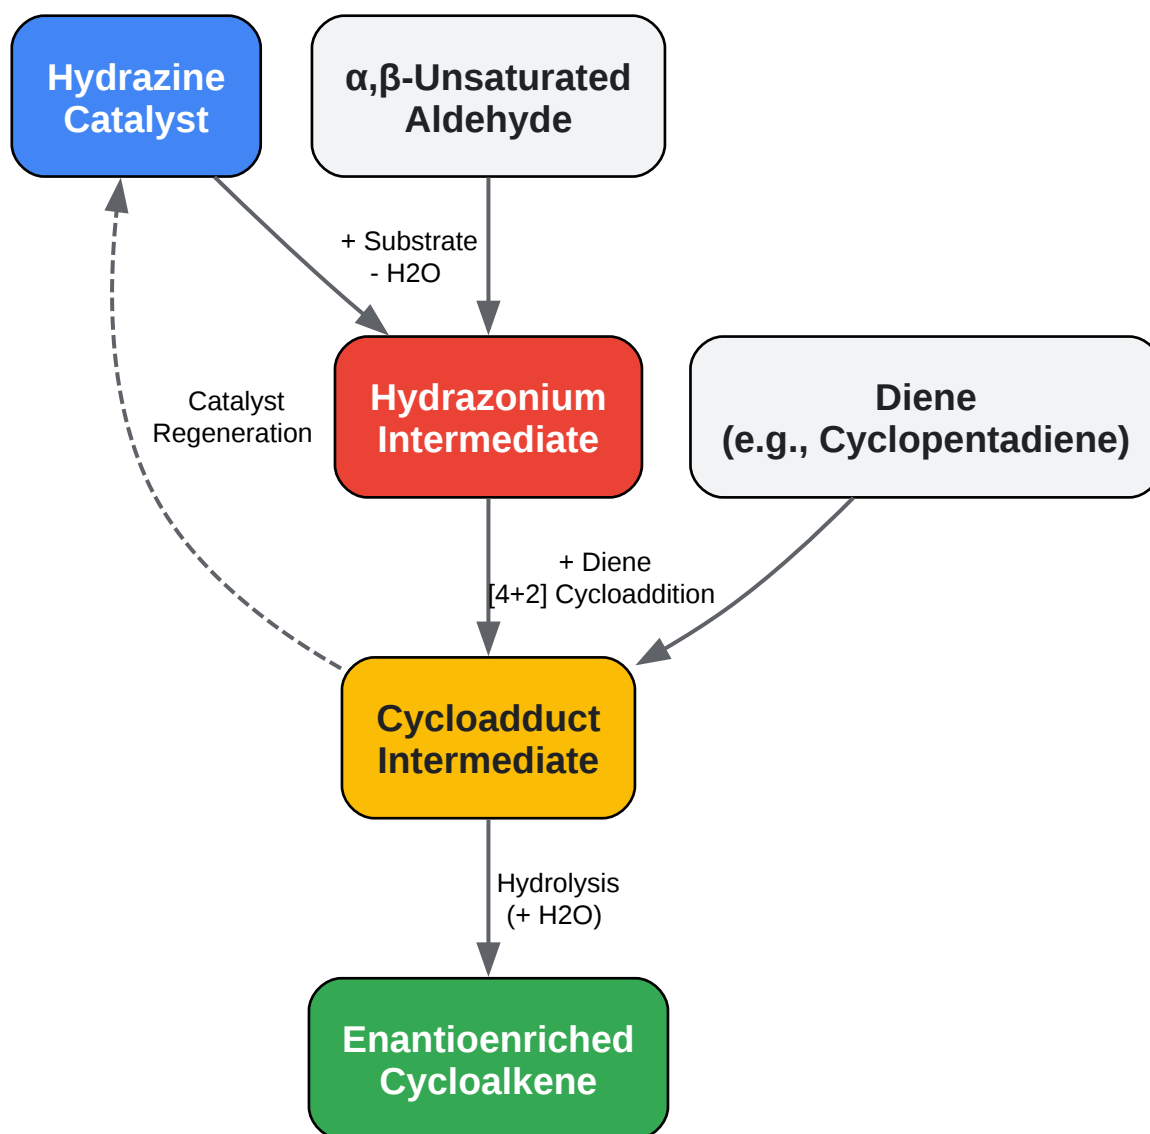 Hydrazine
Catalyst
α,β-Unsaturated
Aldehyde
+ Substrate
- H2O
Catalyst
Regeneration
Hydrazonium
Intermediate
Diene
(e.g., Cyclopentadiene)
+ Diene
[4+2] Cycloaddition
Cycloadduct
Intermediate
Hydrolysis
(+ H2O)
Enantioenriched
Cycloalkene